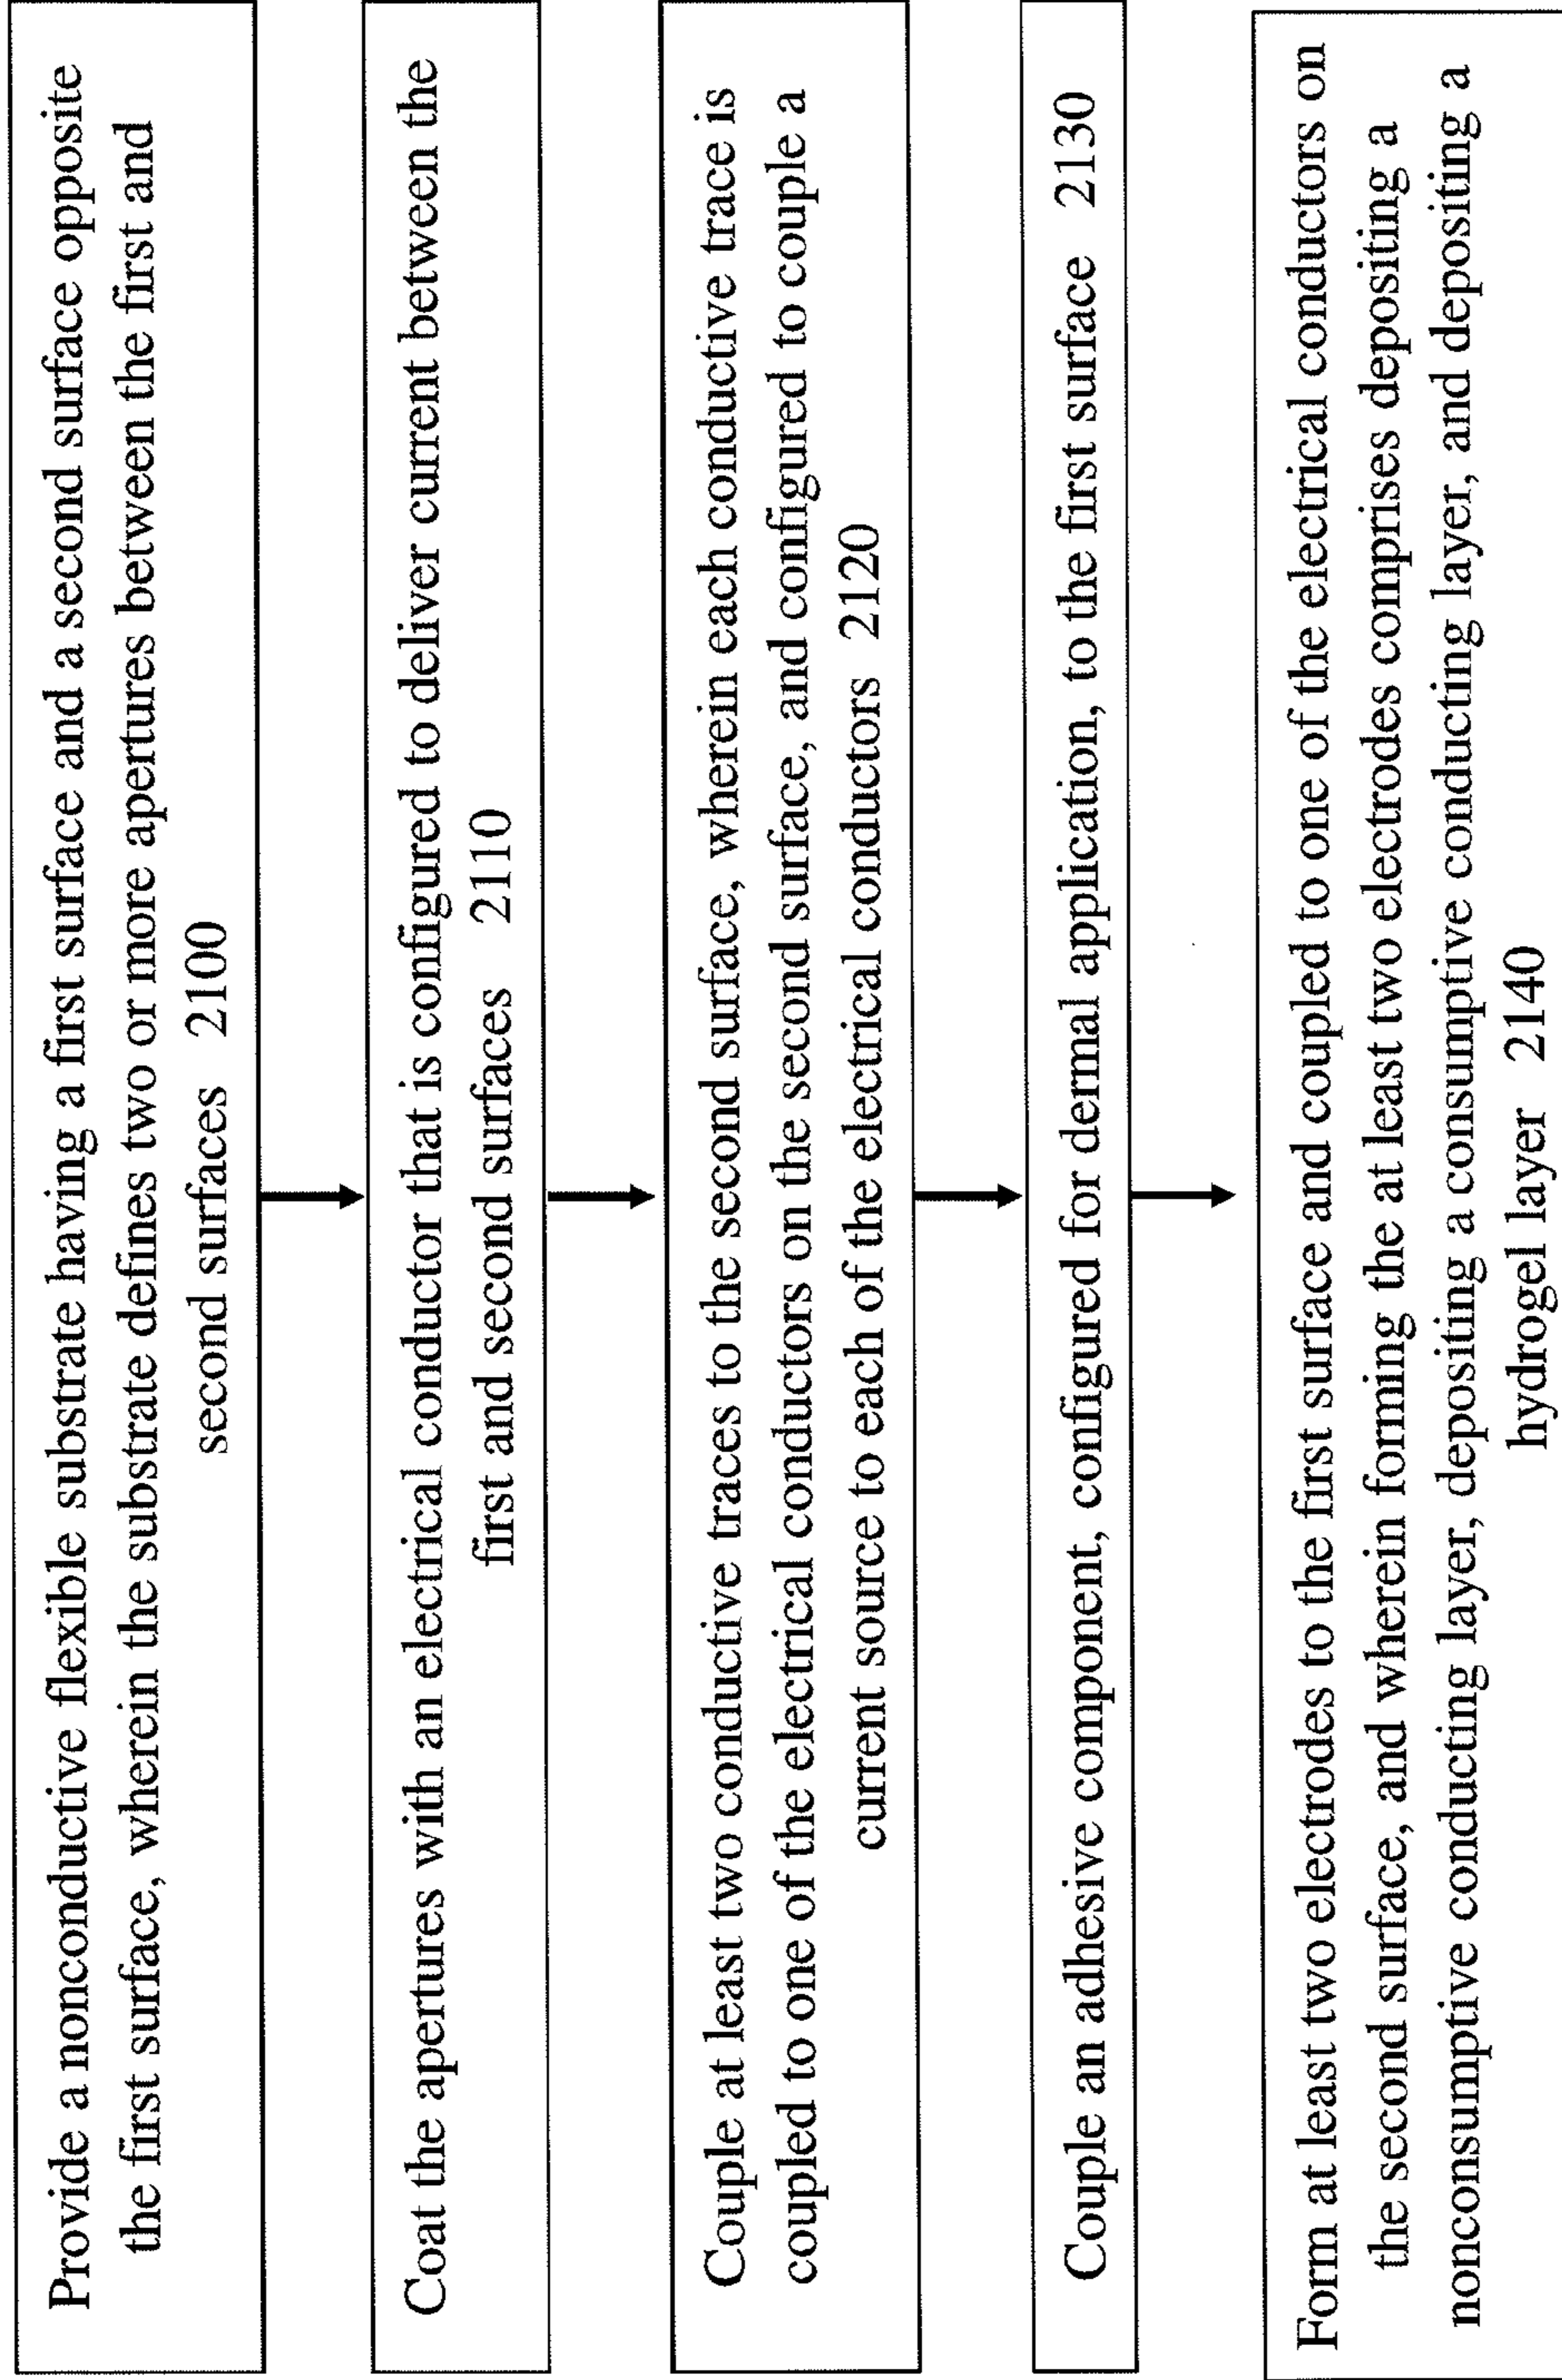 Provide a nonconductive flexible substrate having a first surface and a second surface opposite
the first surface, wherein the substrate defines two or more apertures between the first and
second surfaces 2100
Coat the apertures with an electrical conductor that is configured to deliver current between the
first and second surfaces 2110
Couple at least two conductive traces to the second surface, wherein each conductive trace is
coupled to one of the electrical conductors on the second surface, and configured to couple a
current source to each of the electrical conductors 2120
Couple an adhesive component, configured for dermal application, to the first surface 2130
Form at least two electrodes to the first surface and coupled to one of the electrical conductors on
the second surface, and wherein forming the at least two electrodes comprises depositing a
nonconsumptive conducting layer, depositing a consumptive conducting layer, and depositing a
hydrogel layer 2140